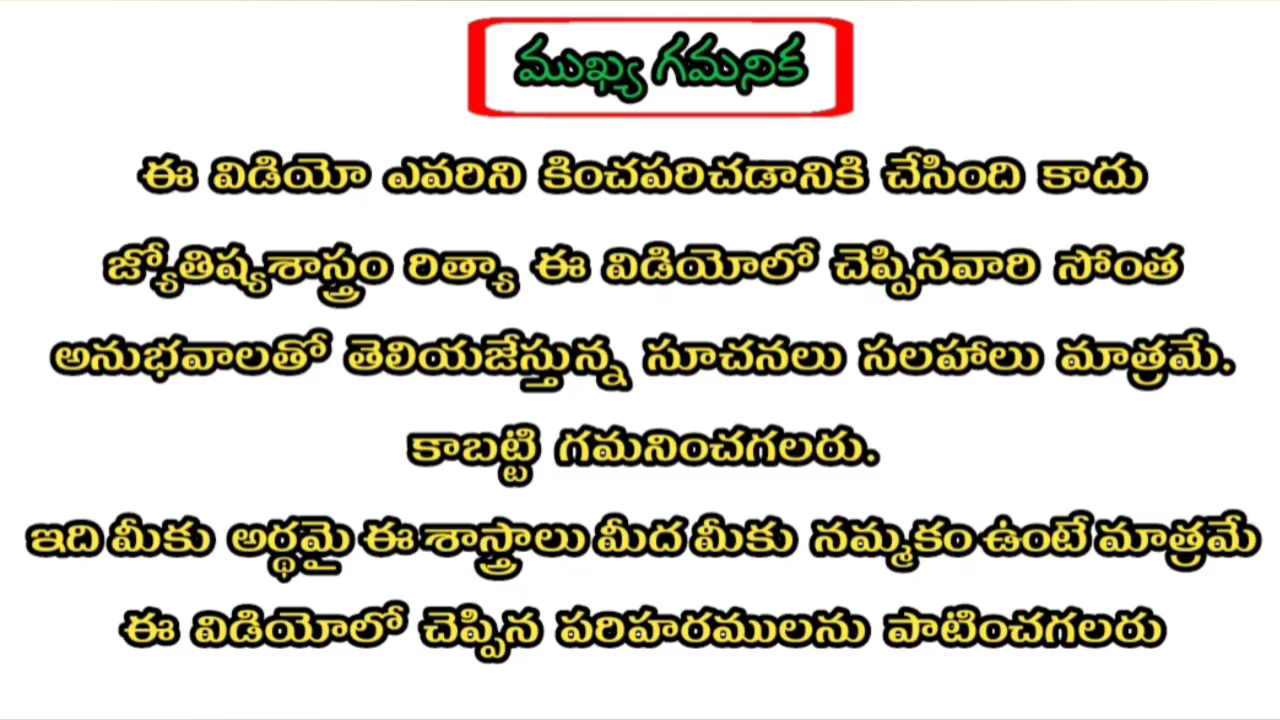 ముఖ్య గమనిక
ఈ విడియో ఎవరిని కించపరిచడానికి చేసింది కాదు
జ్యోతిష్యశాస్త్రం రిత్యా ఈ విడియోలో చెప్పినవారి సోంత
అనుభవాలతో తెలియజేస్తున్న సూచనలు సలహాలు మాత్రమే.
కాబట్టి గమనించగలరు.
ఇది మీకు అర్థమై ఈ శాస్త్రాలు మీద మీకు నమ్మకం ఉంటే మాత్రమే
ఈ విడియోలో చెప్పిన పరిహరములను పాటించగలరు